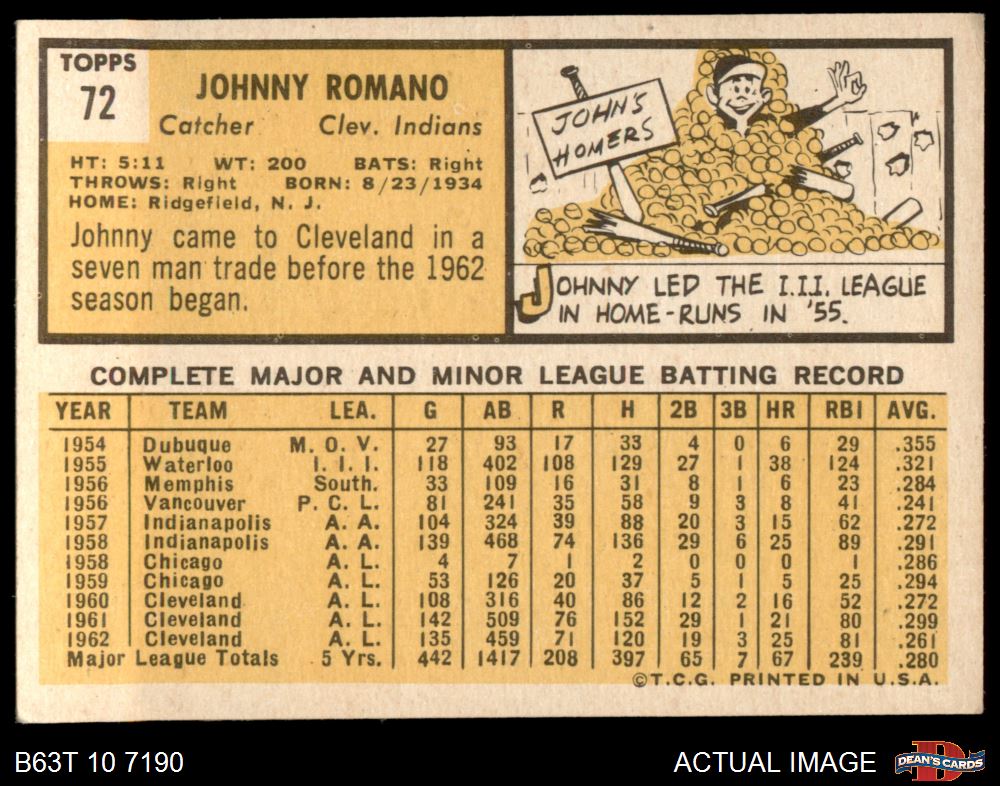 TOPPS
72
JOHNNY ROMANO
Catcher Clev. Indians
HT: 5:11 WT: 200 BATS: Right
THROWS: Right BORN: 8/23/1934
HOME: Ridgefield, N. J.
Johnny came to Cleveland in a
seven man trade before the 1962
season began.
JOHN'S
HOMERS
JOHNNY LED THE I.I.I. LEAGUE
IN HOME-RUNS IN '55.
COMPLETE MAJOR AND MINOR LEAGUE BATTING RECORD
YEAR TEAM LEA. G AB R H 2B 3B HR RBI AVG.
1954 Dubuque M. O. V. 27 93 17 33 4 0 6 29 .355
1955 Waterloo I. I. I. 118 402 108 129 27 1 38 124 .321
1956 Memphis South. 33 109 16 31 8 1 6 23 .284
1956 Vancouver P. C. L. 81 241 35 58 9 3 8 41 .241
1957 Indianapolis A. A. 104 324 39 88 20 3 15 62 .272
1958 Indianapolis A. A. 139 468 74 136 29 6 25 89 .291
1958 Chicago A. L. 4 7 1 2 0 0 0 1 .286
1959 Chicago A. L. 53 126 20 37 5 1 5 25 .294
1960 Cleveland A. L. 108 316 40 86 12 2 16 52 .272
1961 Cleveland A. L. 142 509 76 152 29 1 21 80 .299
1962 Cleveland A. L. 135 459 71 120 19 3 25 81 .261
Major League Totals 5 Yrs. 442 1417 208 397 65 7 67 239 .280
©T.C.G. PRINTED IN U.S.A.
B63T 10 7190 ACTUAL IMAGE
D
DEAN'S CARDS